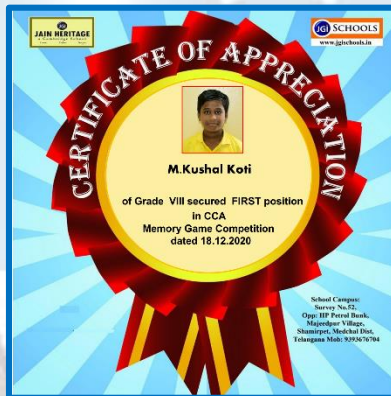 JGI
JAIN HERITAGE
a Cambridge School
JGI SCHOOLS
www.jgischools.in
CERTIFICATE OF APPRECIATION
M.Kushal Koti
of Grade VIII secured FIRST position
in CCA
Memory Game Competition
dated 18.12.2020
School Campus:
Survey No.52,
Opp: HP Petrol Bunk,
Majeedpur Village,
Shamirpet, Medchal Dist,
Telangana Mob: 9393676704